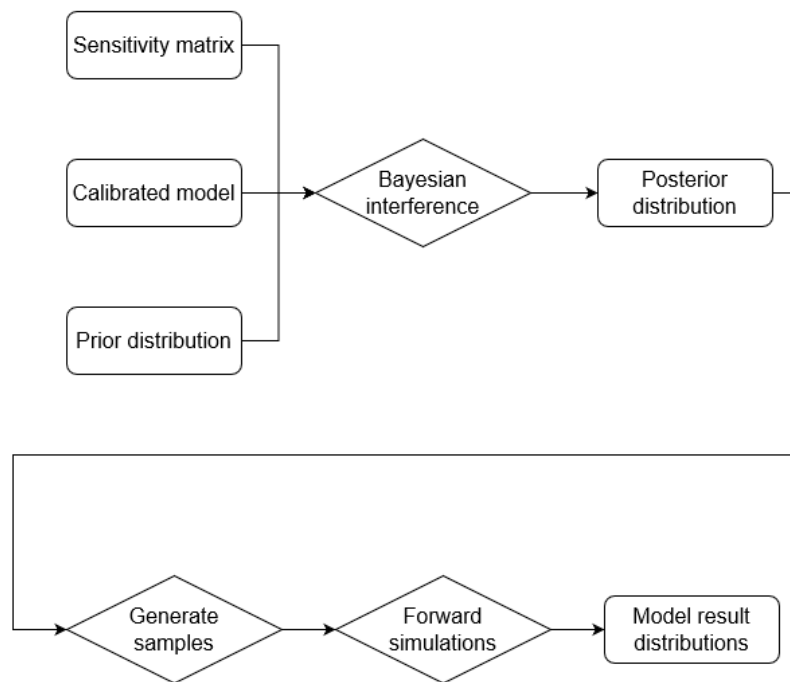 Sensitivity matrix
Calibrated model
Prior distribution
Bayesian
interference
Posterior
distribution
Generate
samples
Forward
simulations
Model result
distributions